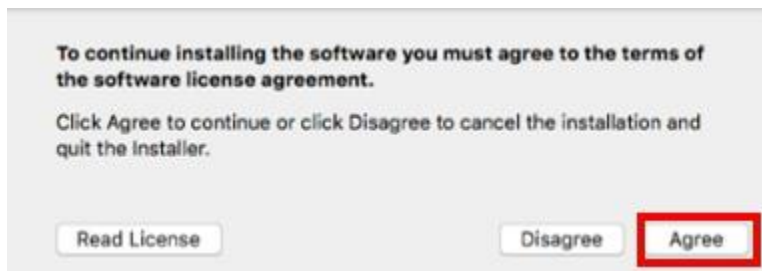 To continue installing the software you must agree to the terms of
the software license agreement.
Click Agree to continue or click Disagree to cancel the installation and
quit the Installer.
Read License
Disagree
Agree